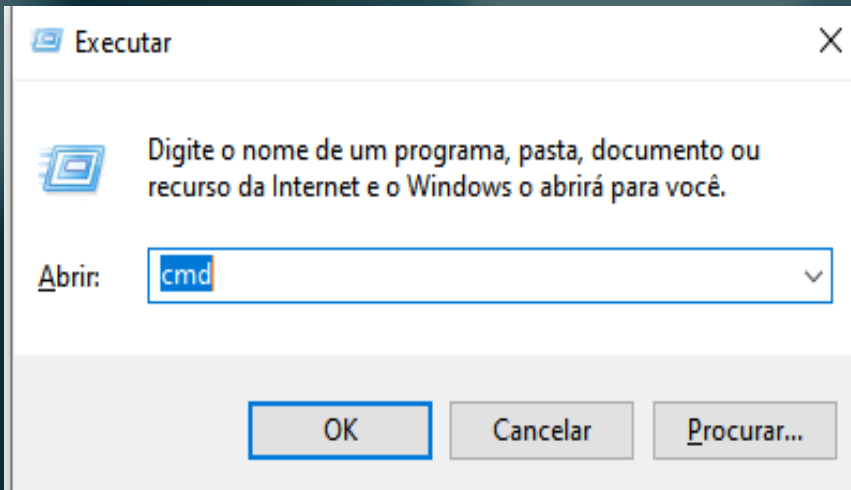 Executar
Digite o nome de um programa, pasta, documento ou
recurso da Internet e o Windows o abrirá para você.
Abrir:
cmd
OK
Cancelar
Procurar...